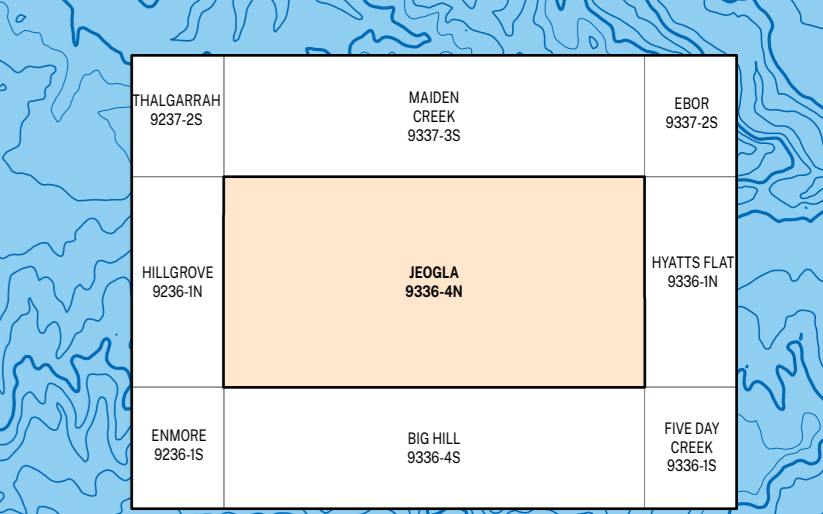 THALGARRAH
9237-2S
MAIDEN
CREEK
9337-3S
EBOR
9337-2S
HILLGROVE
9236-1N
JEOGLA
9336-4N
HYATTS FLAT
9336-1N
ENMORE
9236-1S
BIG HILL
9336-4S
FIVE DAY
CREEK
9336-1S